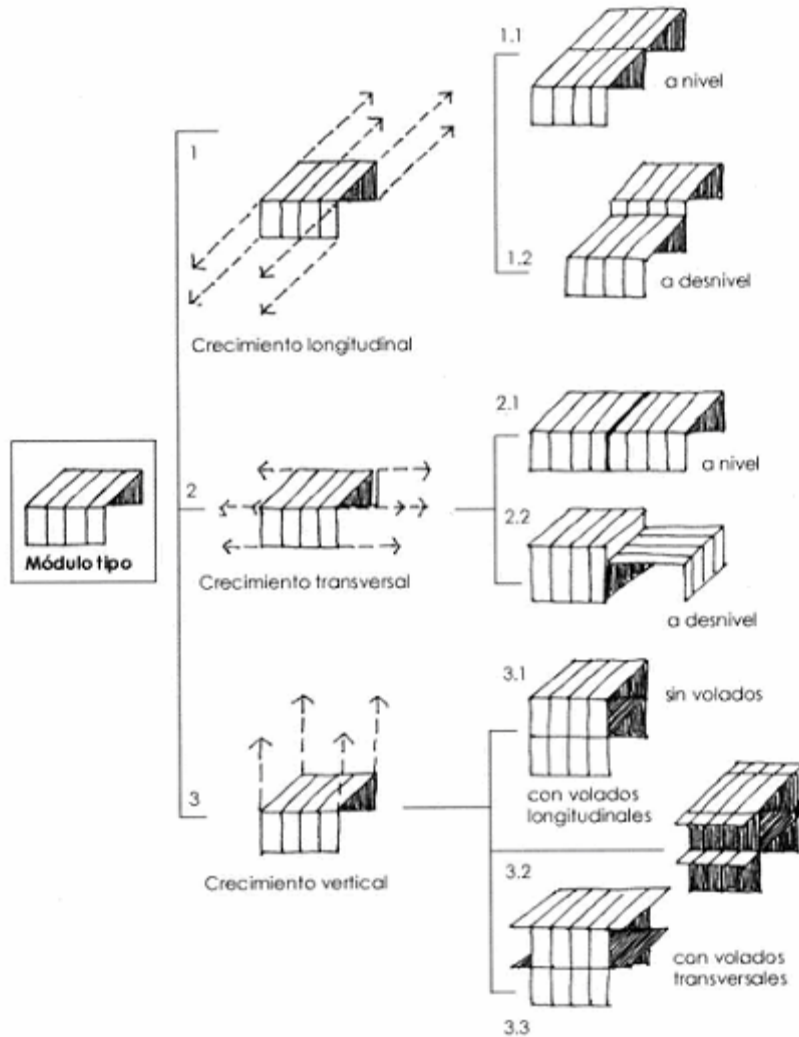 1
1.1
a nivel
1.2
a desnivel
Crecimiento longitudinal
Módulo tipo
2
2.1
a nivel
2.2
a desnivel
Crecimiento transversal
3
3.1
sin volados
con volados
longitudinales
3.2
con volados
transversales
3.3
Crecimiento vertical